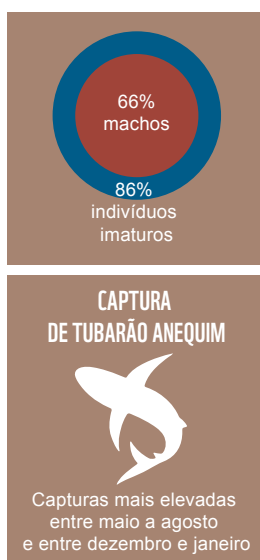 66%
machos
86%
indivíduos
imaturos
CAPTURA
DE TUBARÃO ANEQUIM
Capturas mais elevadas
entre maio a agosto
e entre dezembro e janeiro